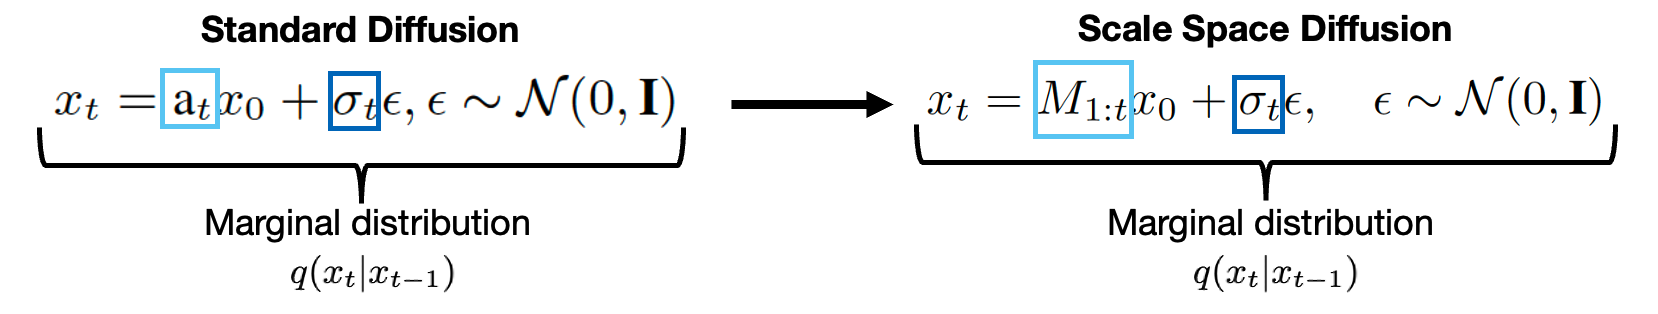 Standard Diffusion
x_t = a_t x_0 + σ_t ϵ, ϵ ∼ 𝒩(0, I)
Marginal distribution
q(x_t|x_{t−1})
Scale Space Diffusion
x_t = M_{1:t} x_0 + σ_t ϵ, ϵ ∼ 𝒩(0, I)
Marginal distribution
q(x_t|x_{t−1})